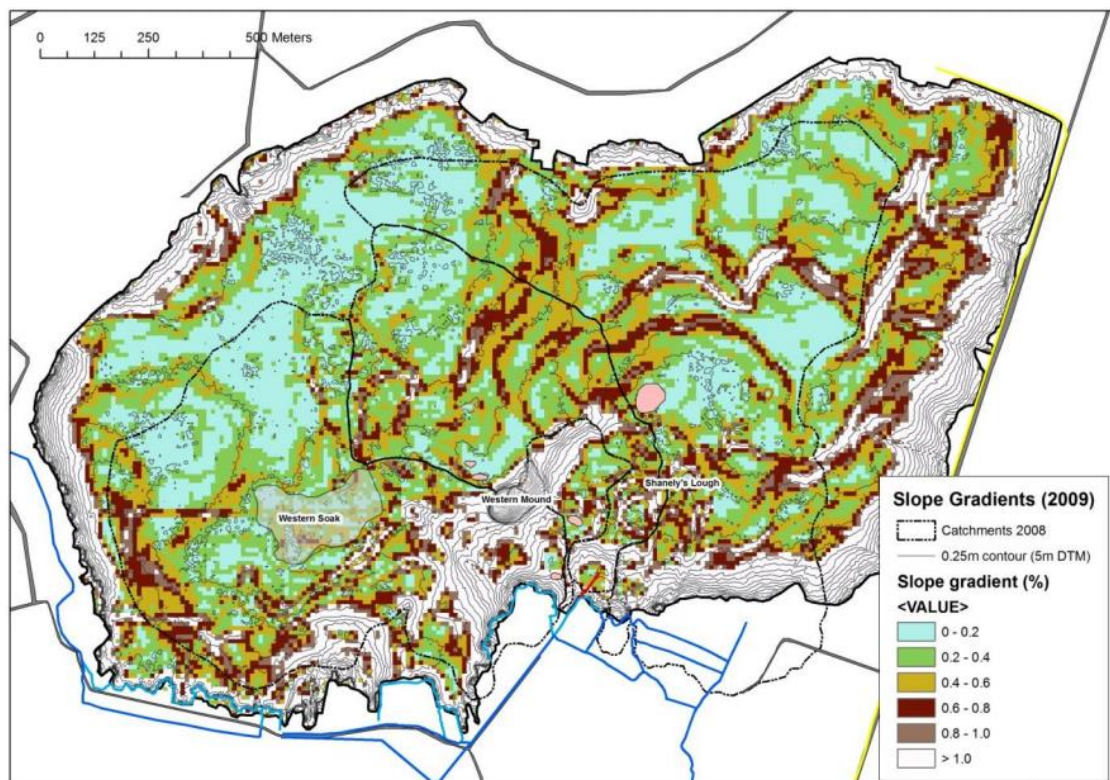 0 125 250 500 Meters
Western Soak
Western Mound
Shanely's Lough
Slope Gradients (2009)
Catchments 2008
0.25m contour (5m DTM)
Slope gradient (%)
<VALUE>
0 - 0.2
0.2 - 0.4
0.4 - 0.6
0.6 - 0.8
0.8 - 1.0
> 1.0